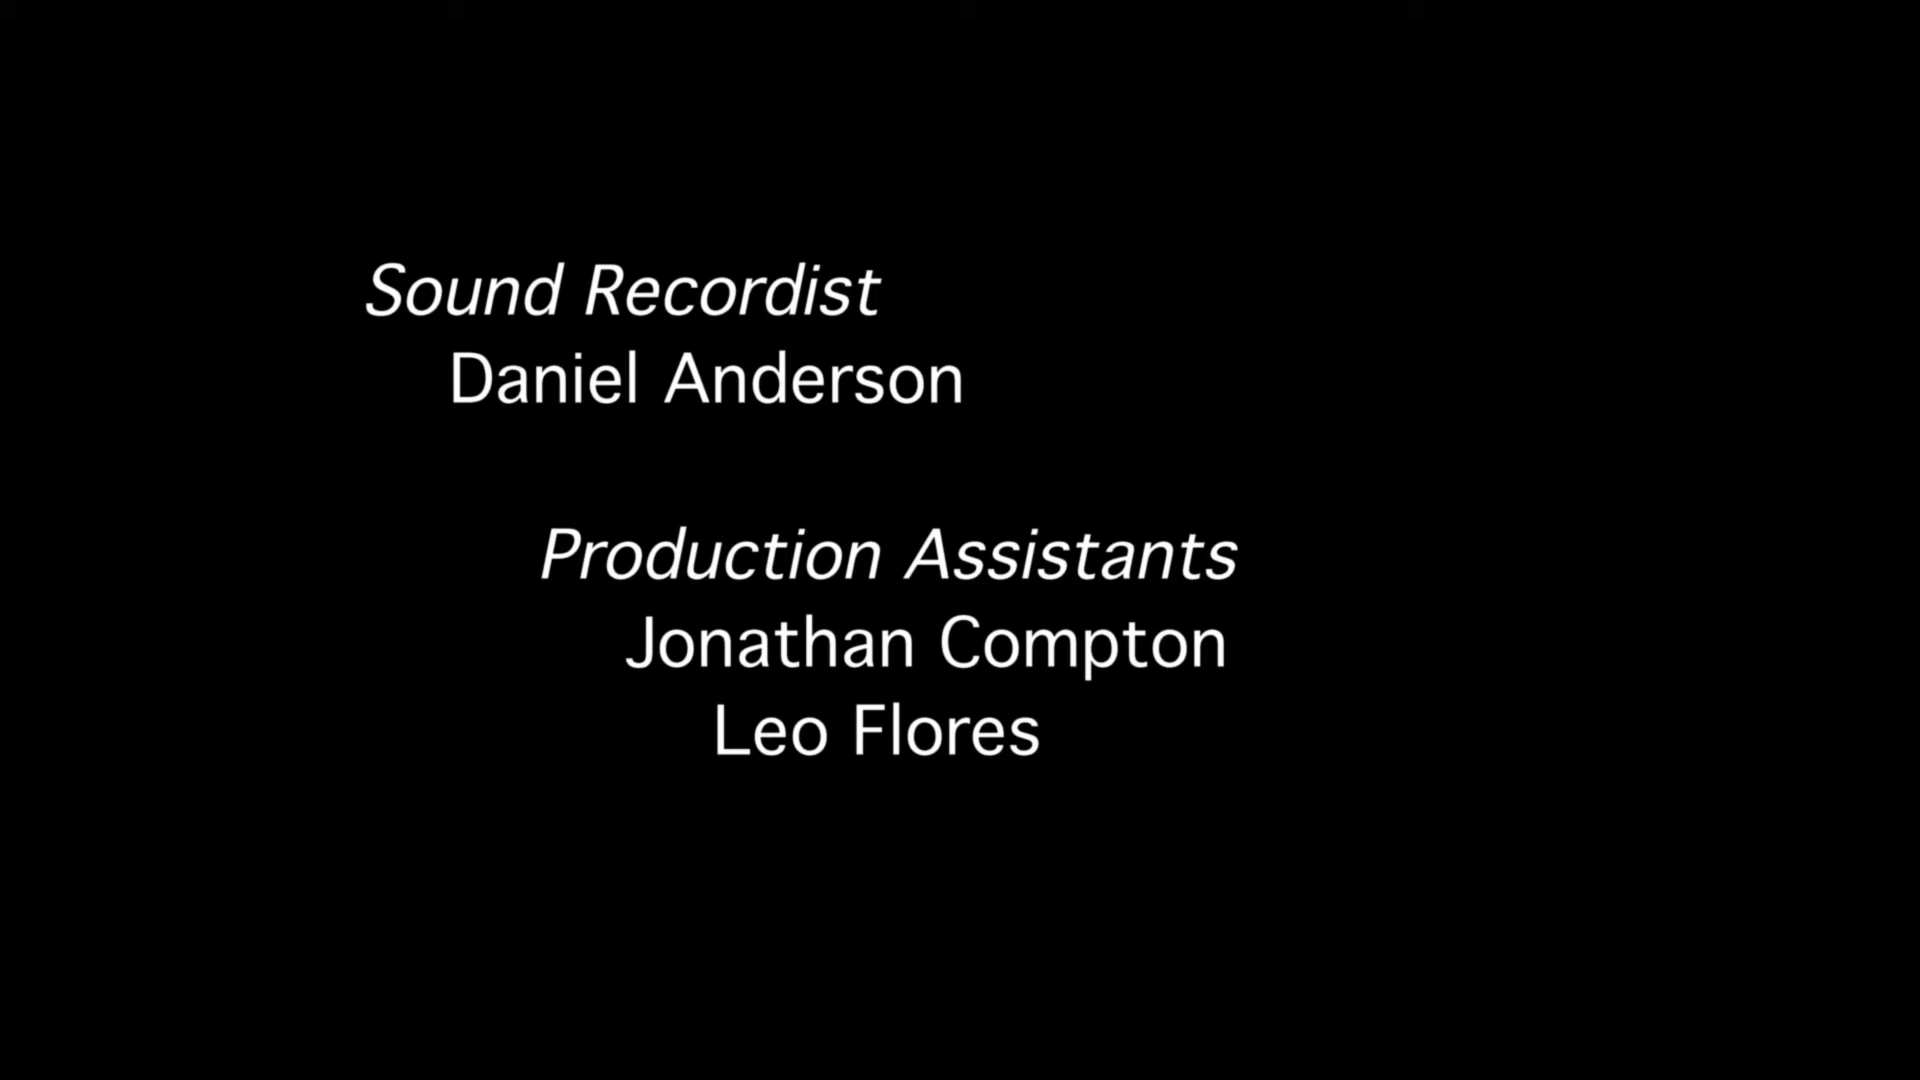 Sound Recordist
Daniel Anderson
Production Assistants
Jonathan Compton
Leo Flores